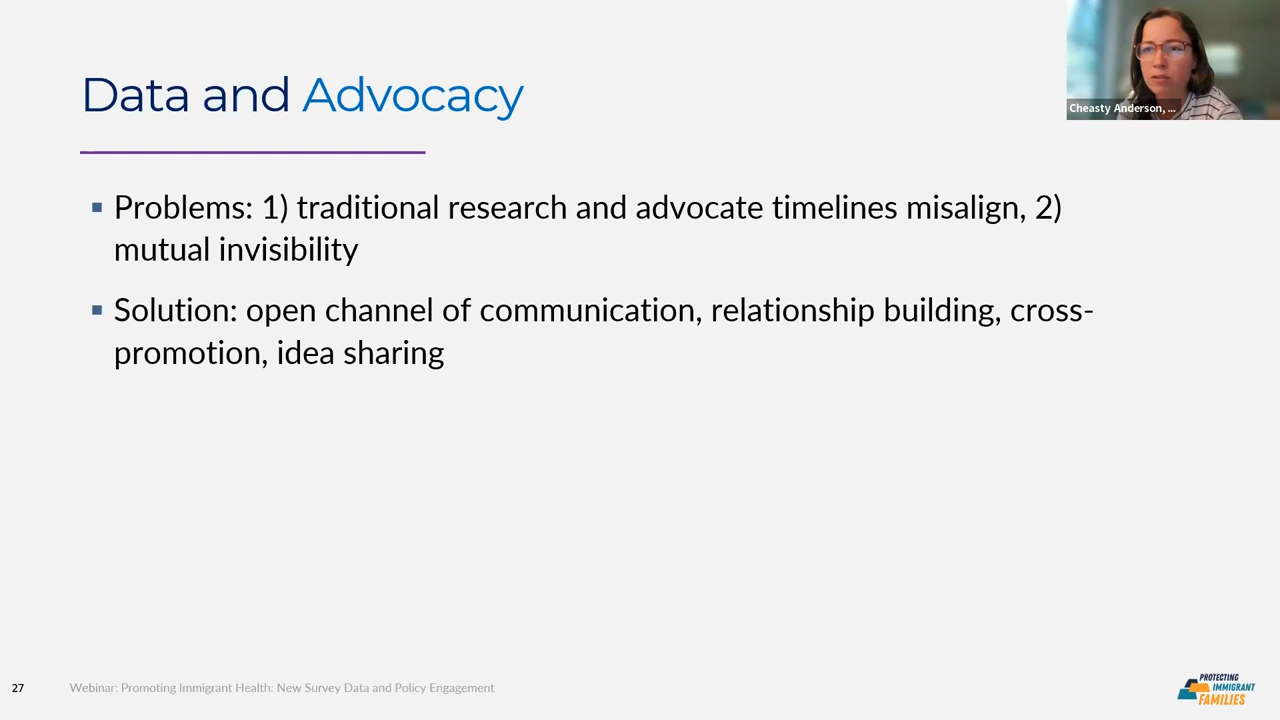 Data and Advocacy
Cheasty Anderson, ...
▪ Problems: 1) traditional research and advocate timelines misalign, 2)
mutual invisibility
▪ Solution: open channel of communication, relationship building, cross-
promotion, idea sharing
27
Webinar: Promoting Immigrant Health: New Survey Data and Policy Engagement
PROTECTING
IMMIGRANT
FAMILIES